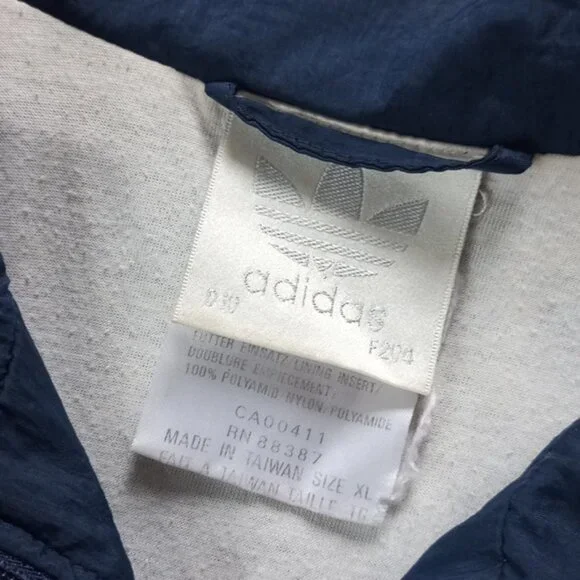 adidas
D10 F204
FUTTER EINSATZ LINING INSERT/
DOUBLURE EMPIECEMENT:
100% POLYAMID-NYLON-POLYAMIDE
CA00411
RN 88387
MADE IN TAIWAN SIZE XL
FAIT A TAIWAN TAILLE